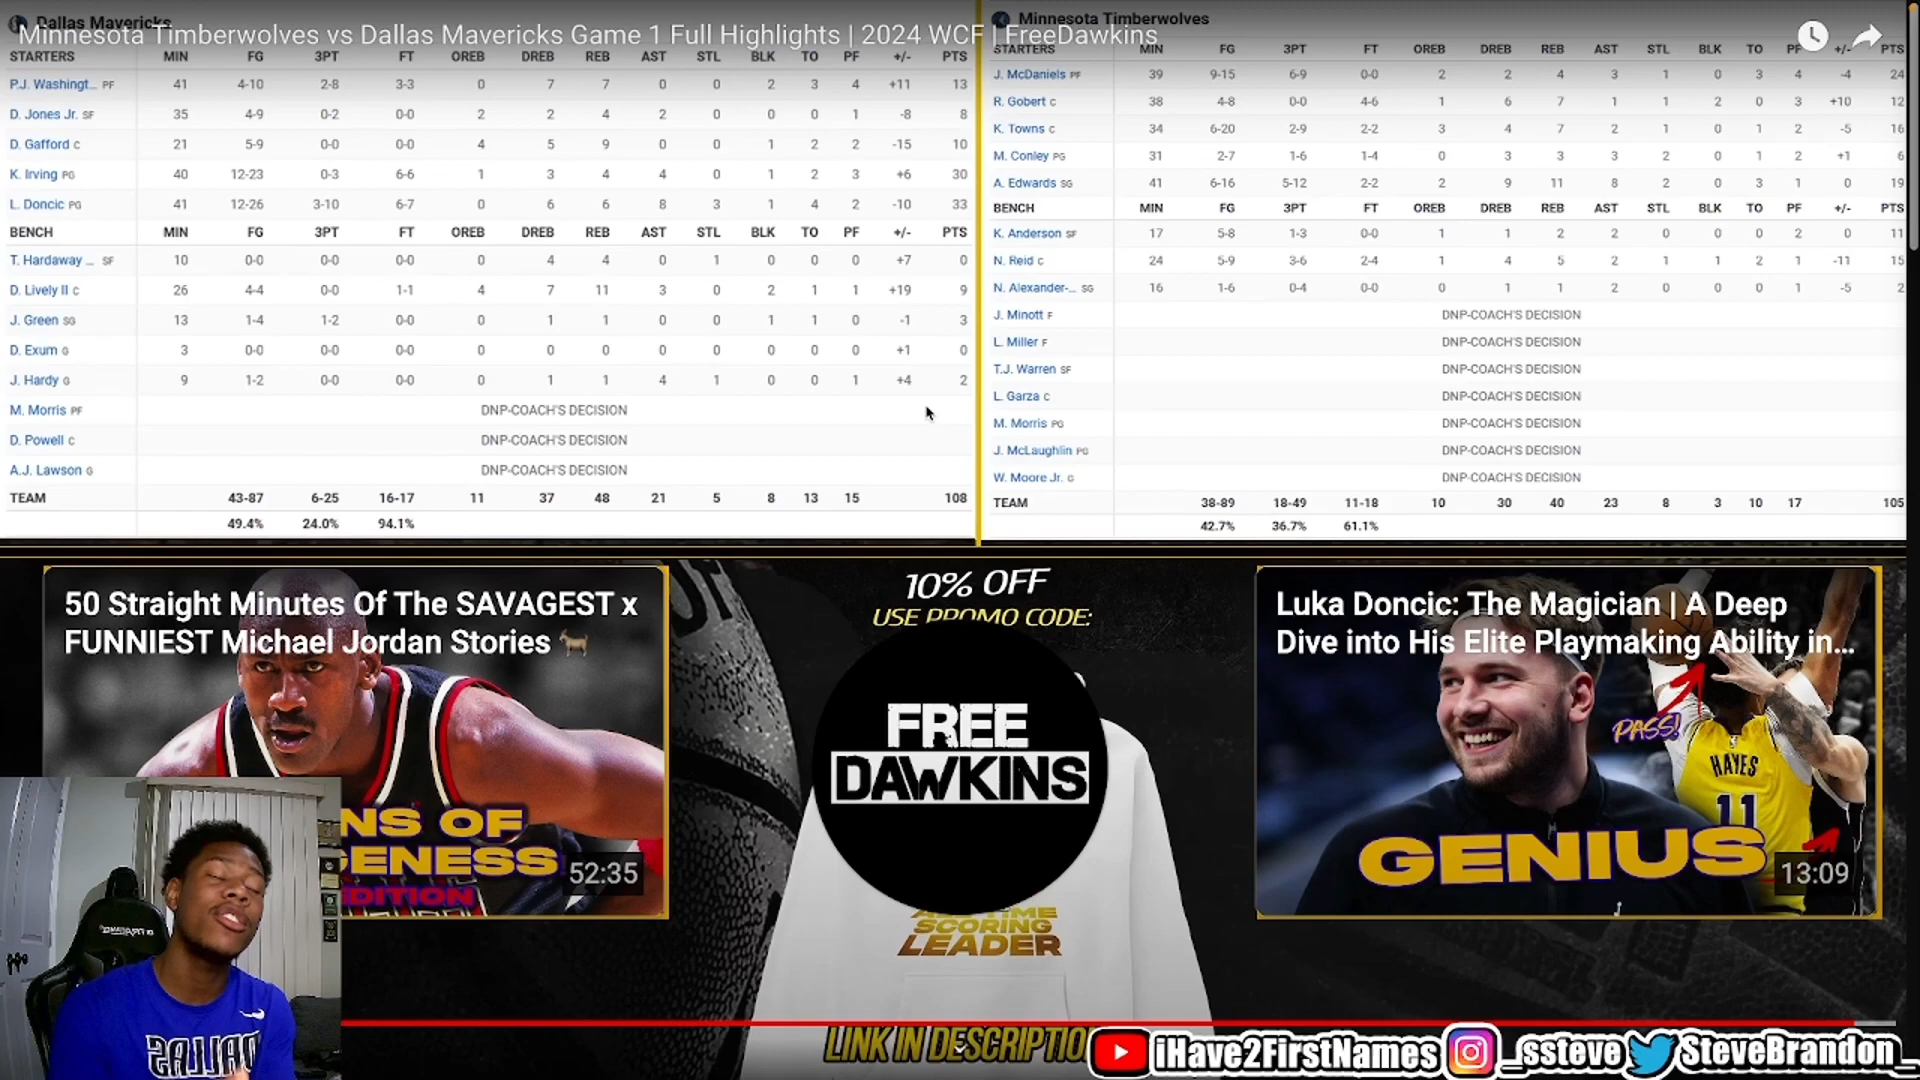 Dallas Mavericks
Minnesota Timberwolves vs Dallas Mavericks Game 1 Full Highlights | 2024 WCF | FreeDawkins
STARTERS MIN FG 3PT FT OREB DREB REB AST STL BLK TO PF +/- PTS
P.J. Washingt... PF 41 4-10 2-8 3-3 0 7 7 0 0 2 3 4 +11 13
D. Jones Jr. SF 35 4-9 0-2 0-0 2 2 4 2 0 0 0 1 -8 8
D. Gafford C 21 5-9 0-0 0-0 4 5 9 0 0 1 2 2 -15 10
K. Irving PG 40 12-23 0-3 6-6 1 3 4 4 0 1 2 3 +6 30
L. Doncic PG 41 12-26 3-10 6-7 0 6 6 8 3 1 4 2 -10 33
BENCH MIN FG 3PT FT OREB DREB REB AST STL BLK TO PF +/- PTS
T. Hardaway ... SF 10 0-0 0-0 0-0 0 4 4 0 1 0 0 0 +7 0
D. Lively II C 26 4-4 0-0 1-1 4 7 11 3 0 2 1 1 +19 9
J. Green SG 13 1-4 1-2 0-0 0 1 1 0 0 1 1 0 -1 3
D. Exum G 3 0-0 0-0 0-0 0 0 0 0 0 0 0 0 +1 0
J. Hardy G 9 1-2 0-0 0-0 0 1 1 4 1 0 0 1 +4 2
M. Morris PF DNP-COACH'S DECISION
D. Powell C DNP-COACH'S DECISION
A.J. Lawson G DNP-COACH'S DECISION
TEAM 43-87 6-25 16-17 11 37 48 21 5 8 13 15 108
49.4% 24.0% 94.1%
Minnesota Timberwolves
STARTERS MIN FG 3PT FT OREB DREB REB AST STL BLK TO PF +/- PTS
J. McDaniels PF 39 9-15 6-9 0-0 2 2 4 3 1 0 3 4 -4 24
R. Gobert C 38 4-8 0-0 4-6 1 6 7 1 1 2 0 3 +10 12
K. Towns C 34 6-20 2-9 2-2 3 4 7 2 1 0 1 2 -5 16
M. Conley PG 31 2-7 1-6 1-4 0 3 3 3 2 0 1 2 +1 6
A. Edwards SG 41 6-16 5-12 2-2 2 9 11 8 2 0 3 1 0 19
BENCH MIN FG 3PT FT OREB DREB REB AST STL BLK TO PF +/- PTS
K. Anderson SF 17 5-8 1-3 0-0 1 1 2 2 0 0 0 2 0 11
N. Reid C 24 5-9 3-6 2-4 1 4 5 2 1 1 2 1 -11 15
N. Alexander-... SG 16 1-6 0-4 0-0 0 1 1 2 0 0 0 1 -5 2
J. Minott F DNP-COACH'S DECISION
L. Miller F DNP-COACH'S DECISION
T.J. Warren SF DNP-COACH'S DECISION
L. Garza C DNP-COACH'S DECISION
M. Morris PG DNP-COACH'S DECISION
J. McLaughlin PG DNP-COACH'S DECISION
W. Moore Jr. G DNP-COACH'S DECISION
TEAM 38-89 18-49 11-18 10 30 40 23 8 3 10 17 105
42.7% 36.7% 61.1%
50 Straight Minutes Of The SAVAGEST x
FUNNIEST Michael Jordan Stories 🐐
NS OF
GENESS
DITION
52:35
10% OFF
USE PROMO CODE:
FREE
DAWKINS
ALL TIME
SCORING
LEADER
LINK IN DESCRIPTIO
Luka Doncic: The Magician | A Deep
Dive into His Elite Playmaking Ability in...
PASS!
HAYES
11
GENIUS
13:09
DALLAS
iHave2FirstNames _ssteve SteveBrandon_